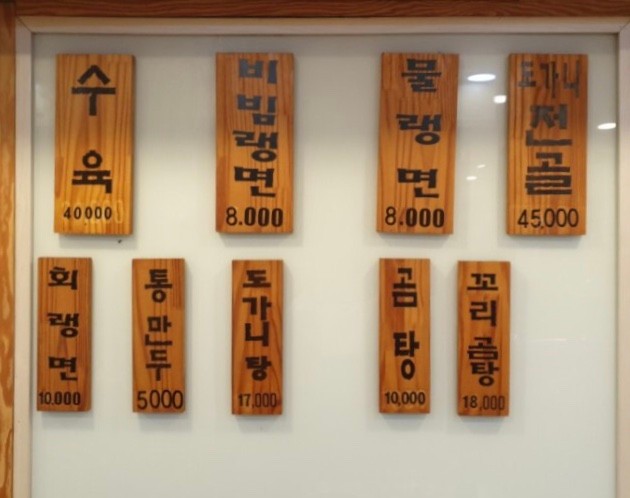 수육
40000
비빔랭면
8.000
물랭면
8.000
도가니전골
45,000
회랭면
10.000
통만두
5000
도가니탕
17.000
곰탕
10,000
꼬리곰탕
18,000